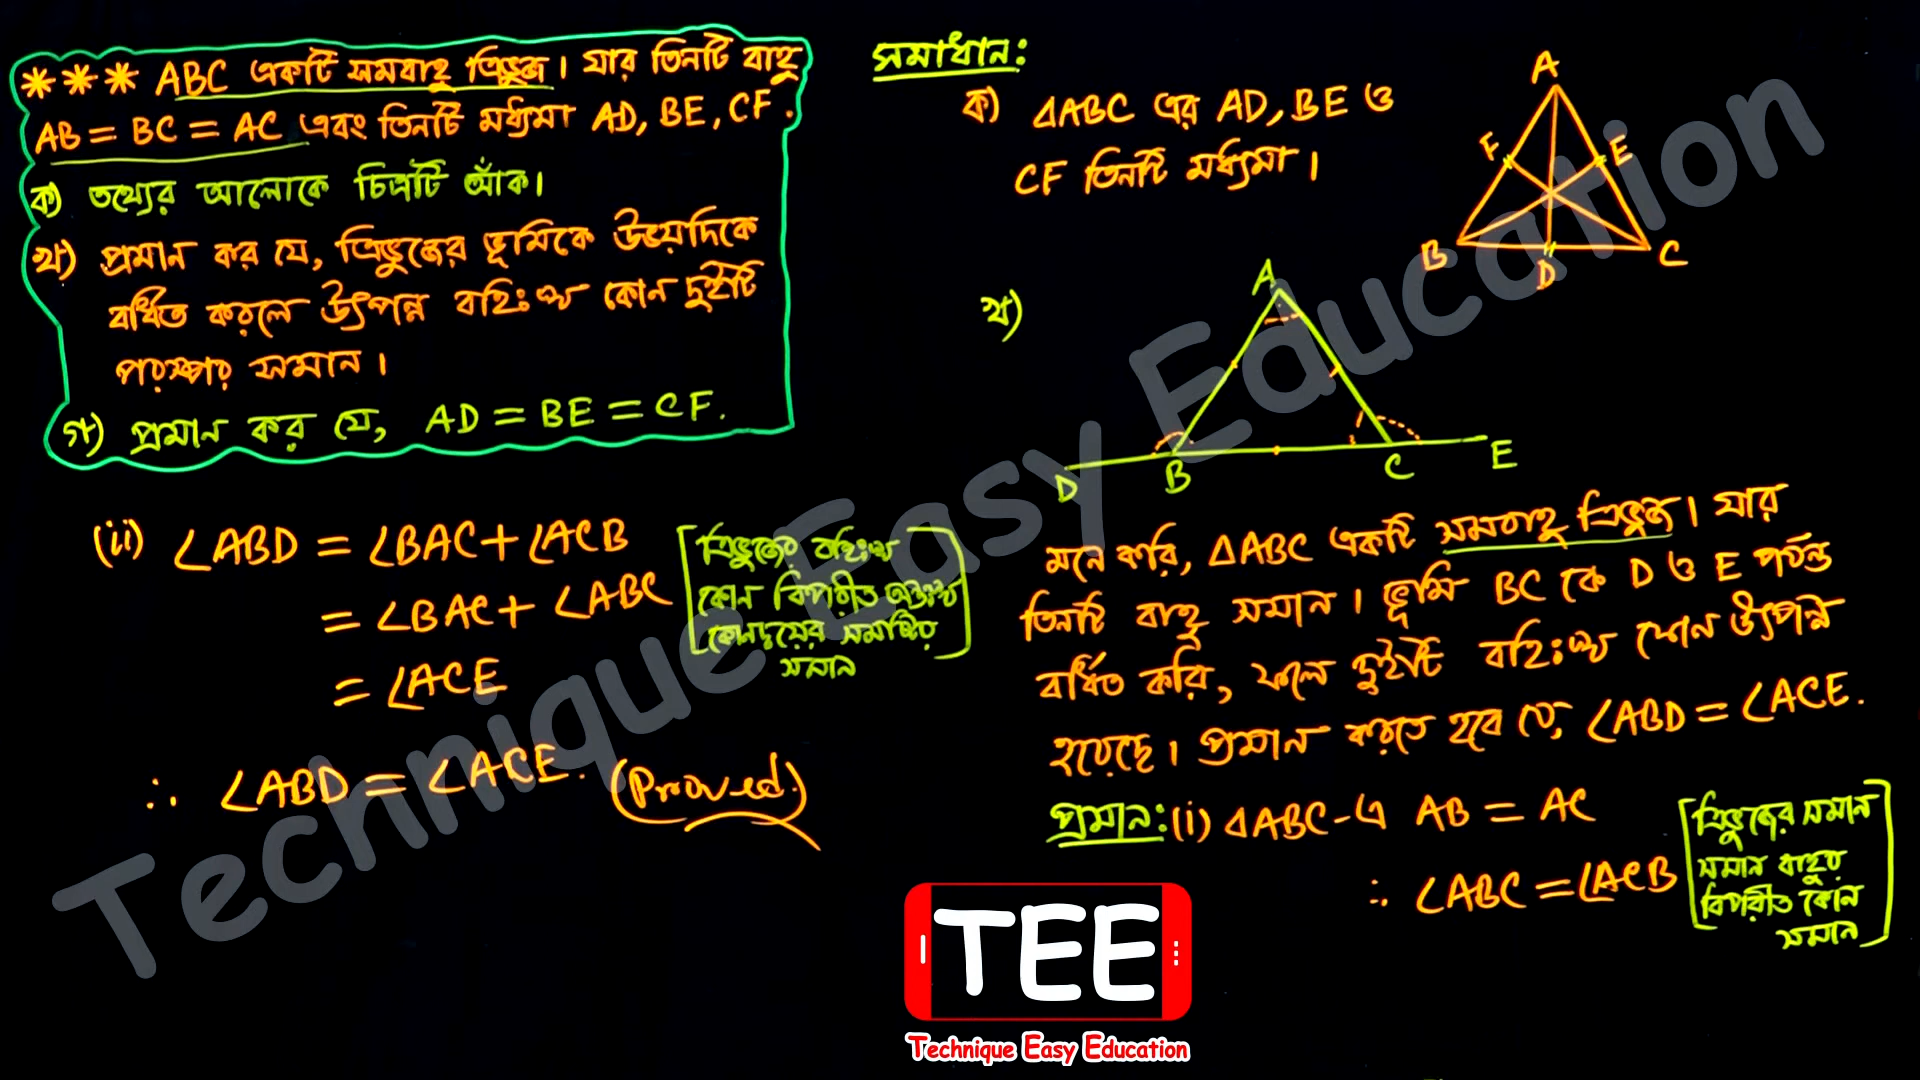 *** ABC একটি সমবাহু ত্রিভুজ। যার তিনটি বাহু
AB = BC = AC এবং তিনটি মধ্যমা AD, BE, CF.
ক) তথ্যের আলোকে চিত্রটি আঁক।
খ) প্রমান কর যে, ত্রিভুজের ভূমিকে উভয়দিকে
বর্ধিত করলে উৎপন্ন বহিঃস্থ কোন দুইটি
পরস্পর সমান।
গ) প্রমান কর যে, AD = BE = CF.
(ii) ∠ABD = ∠BAC + ∠ACB
= ∠BAC + ∠ABC
= ∠ACE
[ত্রিভুজের বহিঃস্থ
কোন বিপরীত অন্তঃস্থ
কোনদ্বয়ের সমষ্টির
সমান]
∴ ∠ABD = ∠ACE. (Proved)
সমাধান:
ক) ΔABC এর AD, BE ও
CF তিনটি মধ্যমা।
A
F E
B D C
খ)
A
D B C E
মনে করি, ΔABC একটি সমবাহু ত্রিভুজ। যার
তিনটি বাহু সমান। ভূমি BC কে D ও E পর্যন্ত
বর্ধিত করি, ফলে দুইটি বহিঃস্থ কোন উৎপন্ন
হয়েছে। প্রমান করতে হবে যে, ∠ABD = ∠ACE.
প্রমান: (i) ΔABC-এ AB = AC
∴ ∠ABC = ∠ACB
[ত্রিভুজের সমান
সমান বাহুর
বিপরীত কোন
সমান]
Technique Easy Education
TEE
Technique Easy Education